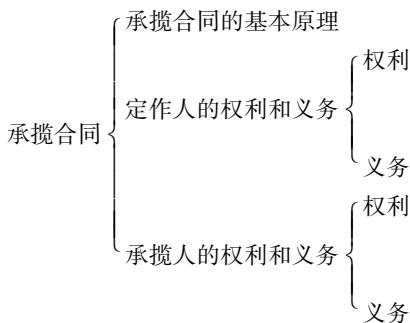 承揽合同
承揽合同的基本原理
定作人的权利和义务
权利
义务
承揽人的权利和义务
权利
义务